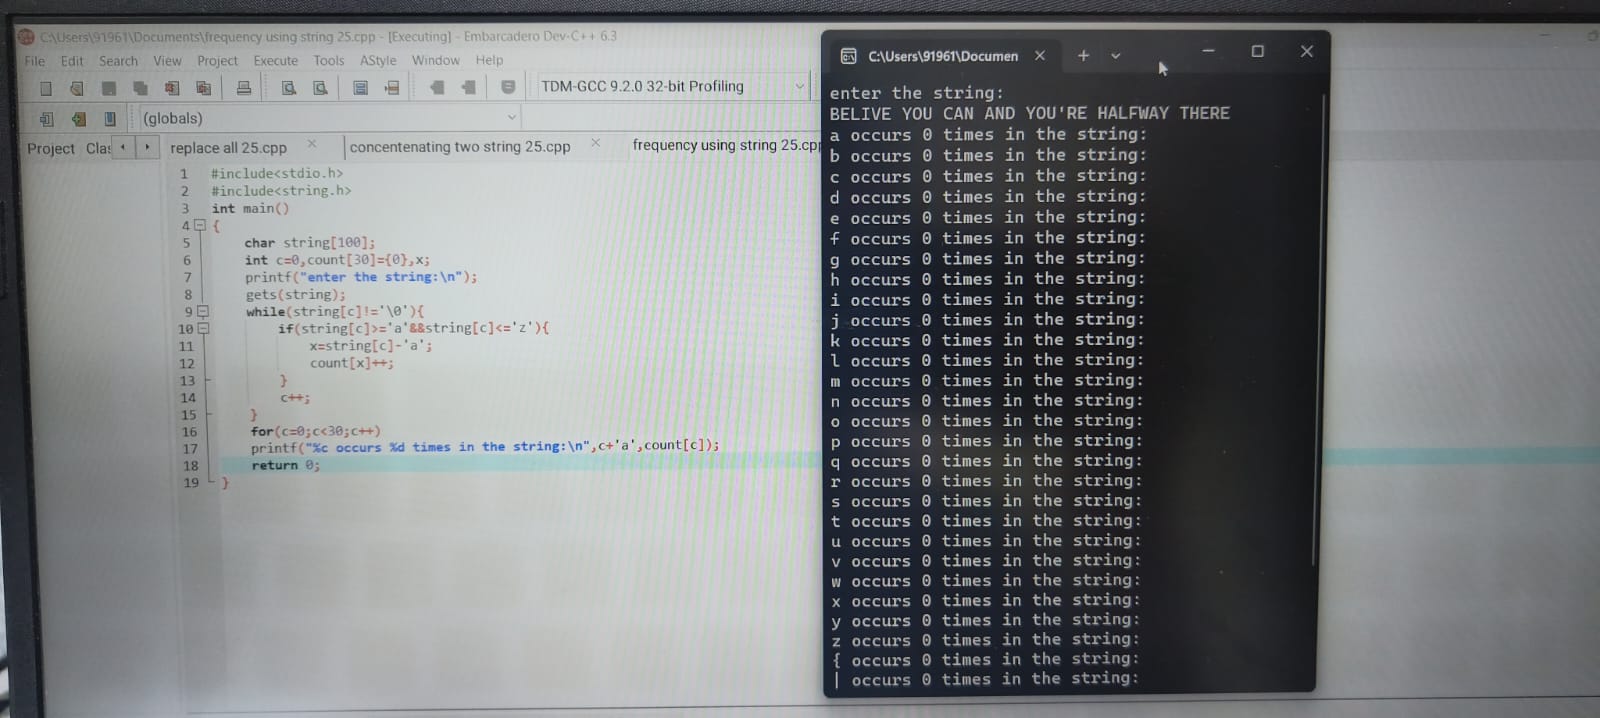 C:\Users\91961\Documents\frequency using string 25.cpp - [Executing] - Embarcadero Dev-C++ 6.3
File Edit Search View Project Execute Tools AStyle Window Help
TDM-GCC 9.2.0 32-bit Profiling
(globals)
Project Clas replace all 25.cpp concentenating two string 25.cpp frequency using string 25.cpp
1 #include<stdio.h>
2 #include<string.h>
3 int main()
4 {
5 char string[100];
6 int c=0,count[30]={0},x;
7 printf("enter the string:\n");
8 gets(string);
9 while(string[c]!='\0'){
10 if(string[c]>='a'&&string[c]<='z'){
11 x=string[c]-'a';
12 count[x]++;
13 }
14 c++;
15 }
16 for(c=0;c<30;c++)
17 printf("%c occurs %d times in the string:\n",c+'a',count[c]);
18 return 0;
19 }
C:\Users\91961\Documen
enter the string:
BELIVE YOU CAN AND YOU'RE HALFWAY THERE
a occurs 0 times in the string:
b occurs 0 times in the string:
c occurs 0 times in the string:
d occurs 0 times in the string:
e occurs 0 times in the string:
f occurs 0 times in the string:
g occurs 0 times in the string:
h occurs 0 times in the string:
i occurs 0 times in the string:
j occurs 0 times in the string:
k occurs 0 times in the string:
l occurs 0 times in the string:
m occurs 0 times in the string:
n occurs 0 times in the string:
o occurs 0 times in the string:
p occurs 0 times in the string:
q occurs 0 times in the string:
r occurs 0 times in the string:
s occurs 0 times in the string:
t occurs 0 times in the string:
u occurs 0 times in the string:
v occurs 0 times in the string:
w occurs 0 times in the string:
x occurs 0 times in the string:
y occurs 0 times in the string:
z occurs 0 times in the string:
{ occurs 0 times in the string:
| occurs 0 times in the string: